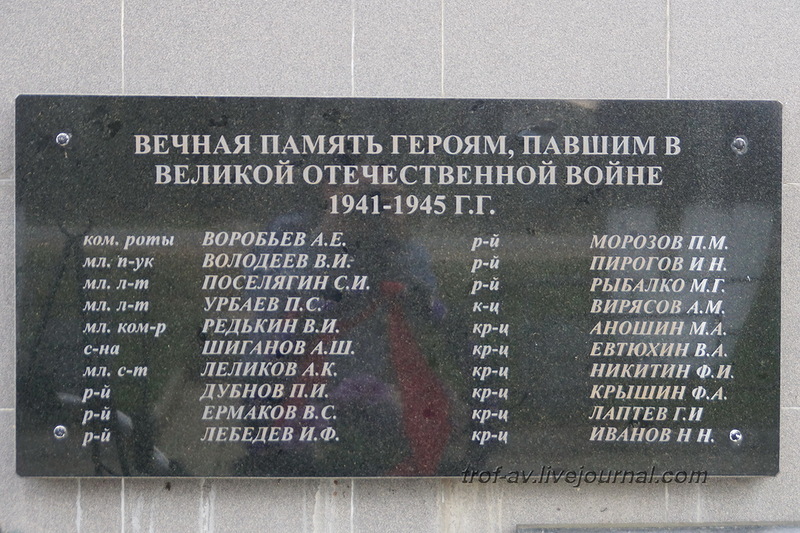 ВЕЧНАЯ ПАМЯТЬ ГЕРОЯМ, ПАВШИМ В
ВЕЛИКОЙ ОТЕЧЕСТВЕННОЙ ВОЙНЕ
1941-1945 Г.Г.
ком. роты ВОРОБЬЕВ А.Е. р-й МОРОЗОВ П.М.
мл. п-ук ВОЛОДЕЕВ В.И. р-й ПИРОГОВ И Н.
мл. л-т ПОСЕЛЯГИН С.И. р-й РЫБАЛКО М.Г.
мл. л-т УРБАЕВ П.С. к-ц ВИРЯСОВ А.М.
мл. ком-р РЕДЬКИН В.И. кр-ц АНОШИН М.А.
с-на ШИГАНОВ А.Ш. кр-ц ЕВТЮХИН В.А.
мл. с-т ЛЕЛИКОВ А.К. кр-ц НИКИТИН Ф.И.
р-й ДУБНОВ П.И. кр-ц КРЫШИН Ф.А.
р-й ЕРМАКОВ В.С. кр-ц ЛАПТЕВ Г.И
р-й ЛЕБЕДЕВ И.Ф. кр-ц ИВАНОВ Н Н.
trof-av.livejournal.com